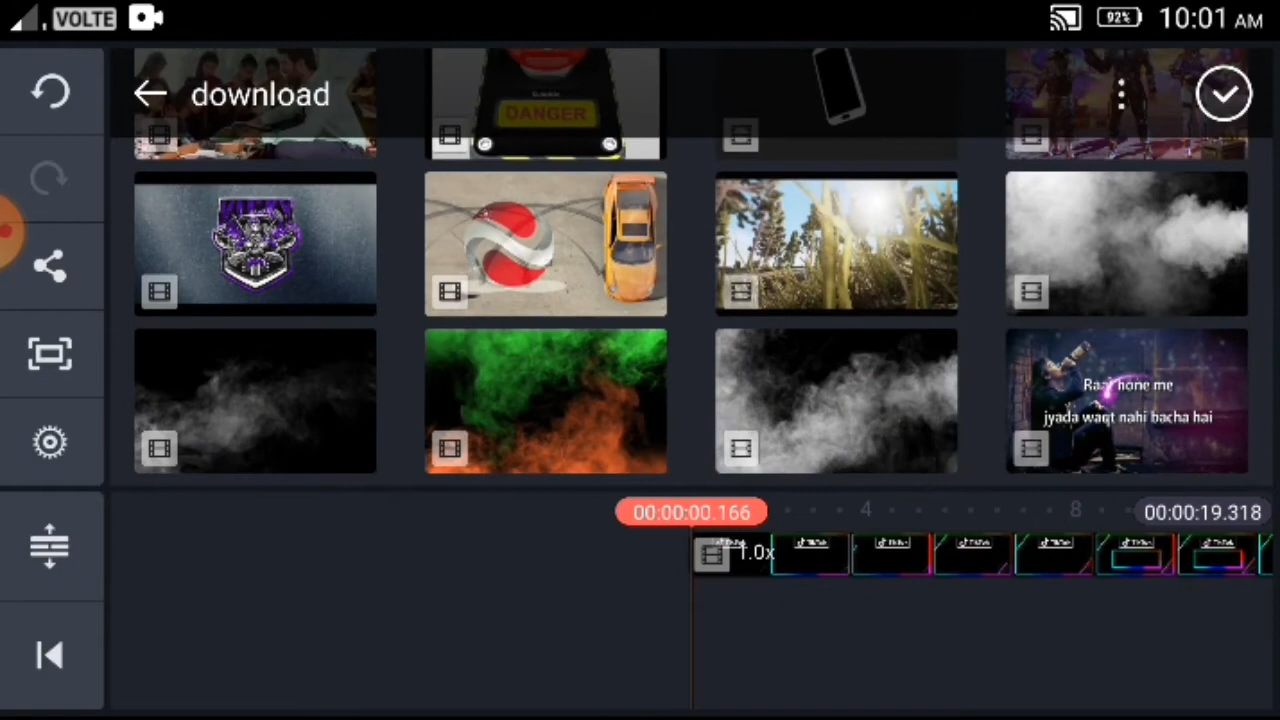 VOLTE
92%
10:01 AM
download
DANGER
Raat hone me
jyada waqt nahi bacha hai
00:00:00.166
4
8
00:00:19.318
1.0x